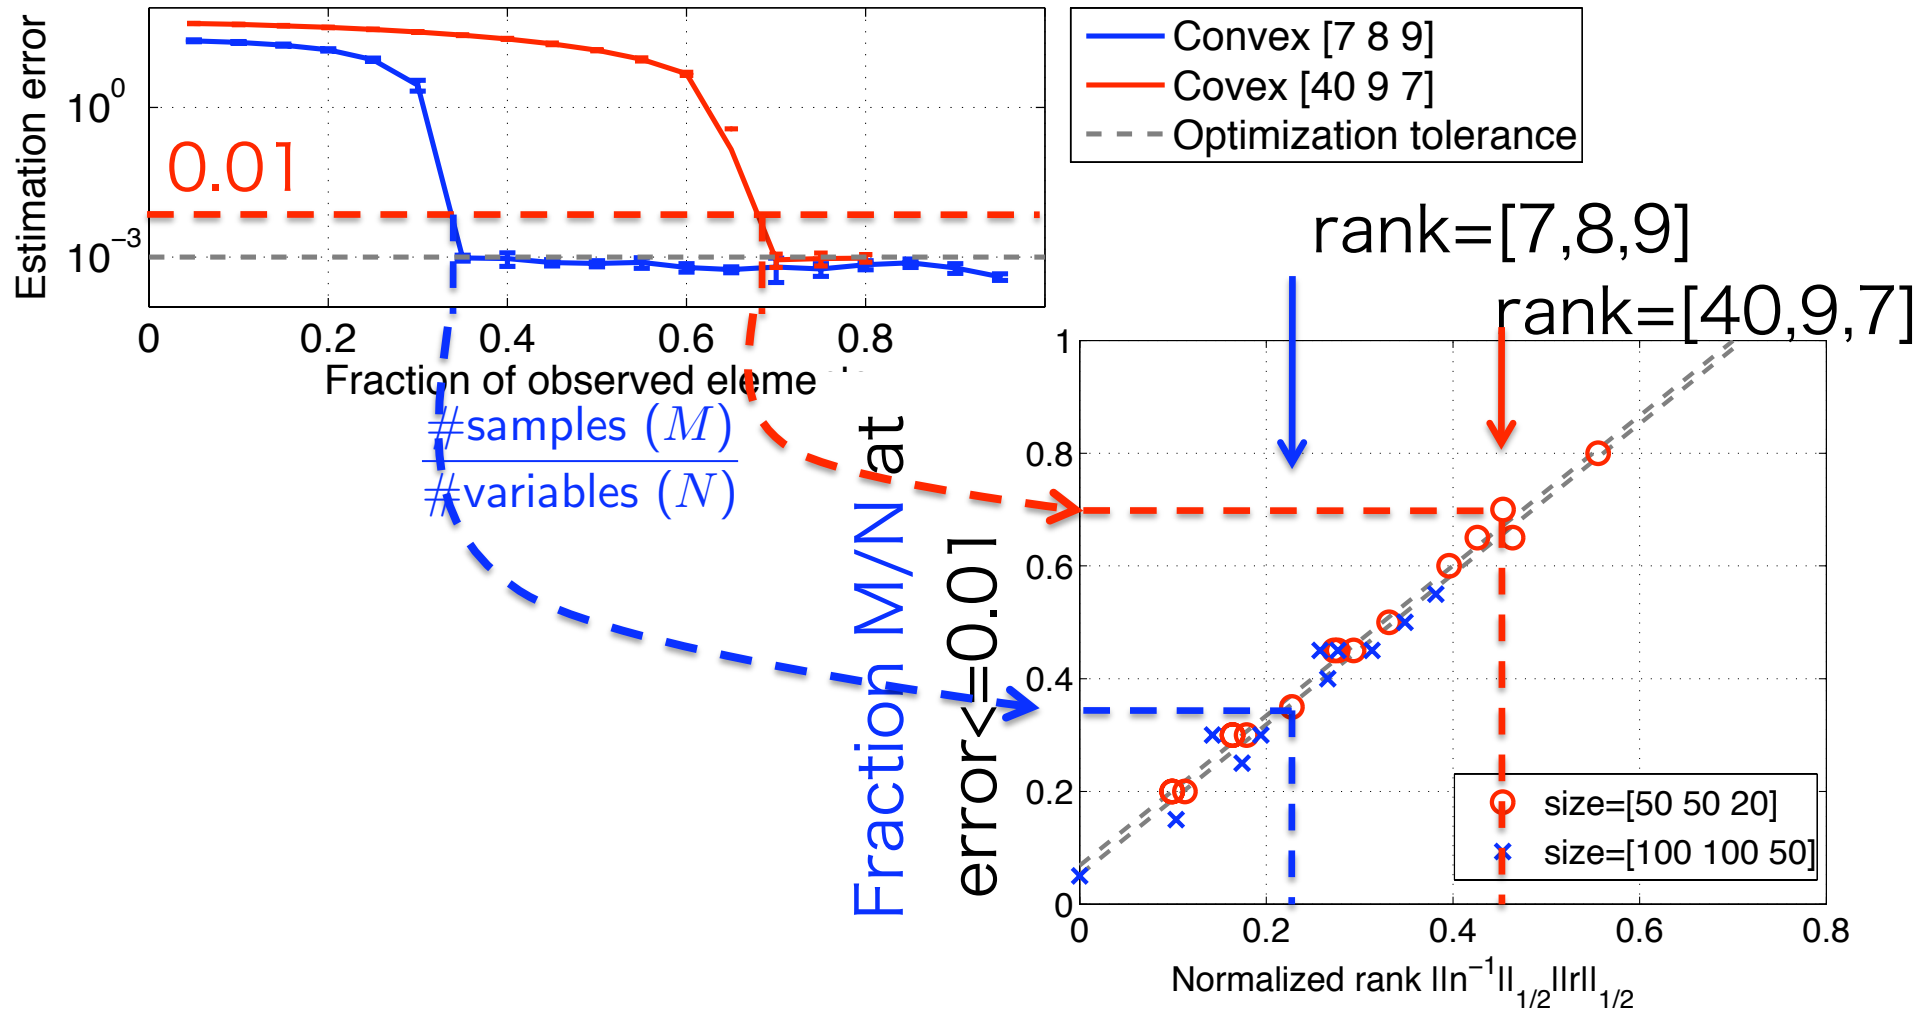 Estimation error
10^0
10^-3
0.01
0
0.2
0.4
0.6
0.8
Fraction of observed eleme
#samples (M)
#variables (N)
Convex [7 8 9]
Covex [40 9 7]
Optimization tolerance
rank=[7,8,9]
rank=[40,9,7]
Fraction M/N at
error<=0.01
1
0.8
0.6
0.4
0.2
0
size=[50 50 20]
size=[100 100 50]
0
0.2
0.4
0.6
0.8
Normalized rank ||n^-1||_1/2||r||_1/2